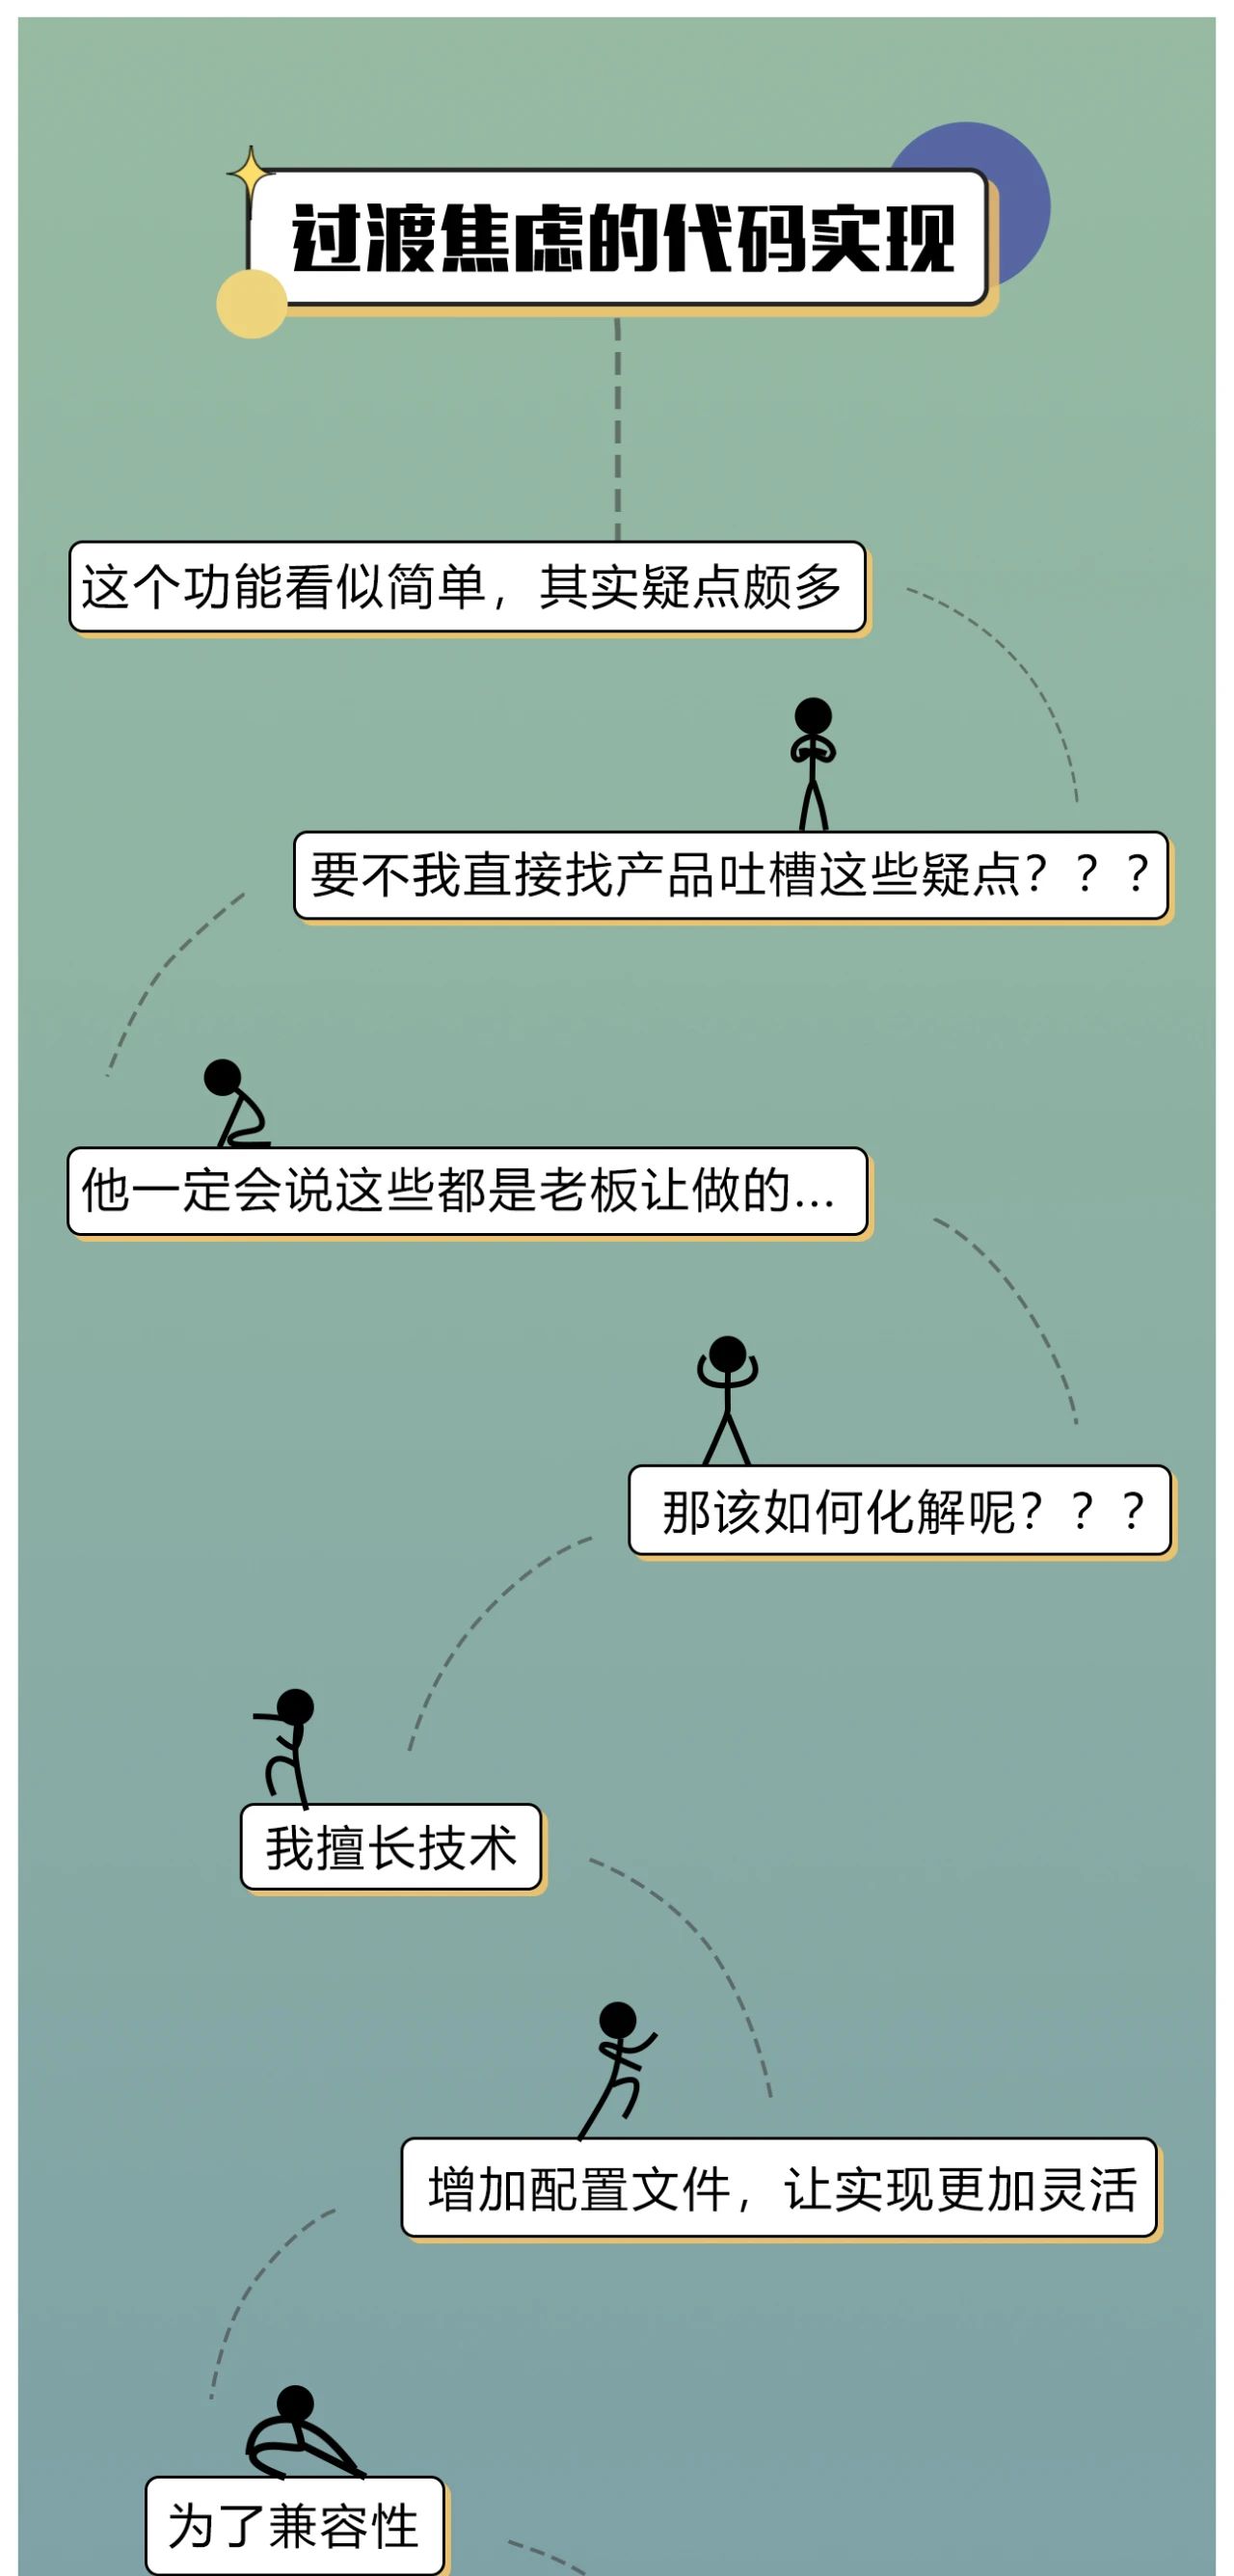 过渡焦虑的代码实现
这个功能看似简单，其实疑点颇多
要不我直接找产品吐槽这些疑点？？？
他一定会说这些都是老板让做的...
那该如何化解呢？？？
我擅长技术
增加配置文件，让实现更加灵活
为了兼容性